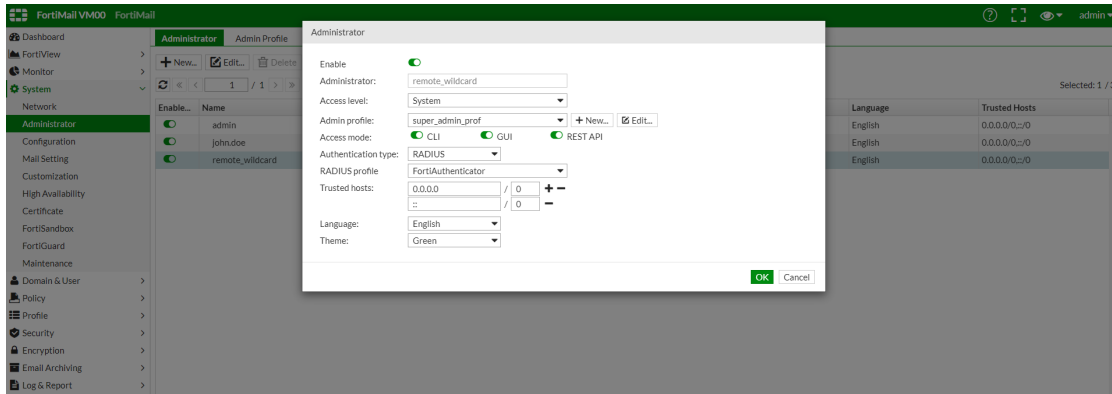 FortiMail VM00 FortiMail
admin
Dashboard
FortiView
Monitor
System
Network
Administrator
Configuration
Mail Setting
Customization
High Availability
Certificate
FortiSandbox
FortiGuard
Maintenance
Domain & User
Policy
Profile
Security
Encryption
Email Archiving
Log & Report
Administrator Admin Profile
New... Edit... Delete
1 / 1
Selected: 1 /
Enable... Name Language Trusted Hosts
admin English 0.0.0.0/0,::/0
john.doe English 0.0.0.0/0,::/0
remote_wildcard English 0.0.0.0/0,::/0
Administrator
Enable
Administrator: remote_wildcard
Access level: System
Admin profile: super_admin_prof + New... Edit...
Access mode: CLI GUI REST API
Authentication type: RADIUS
RADIUS profile FortiAuthenticator
Trusted hosts: 0.0.0.0 / 0
:: / 0
Language: English
Theme: Green
OK Cancel